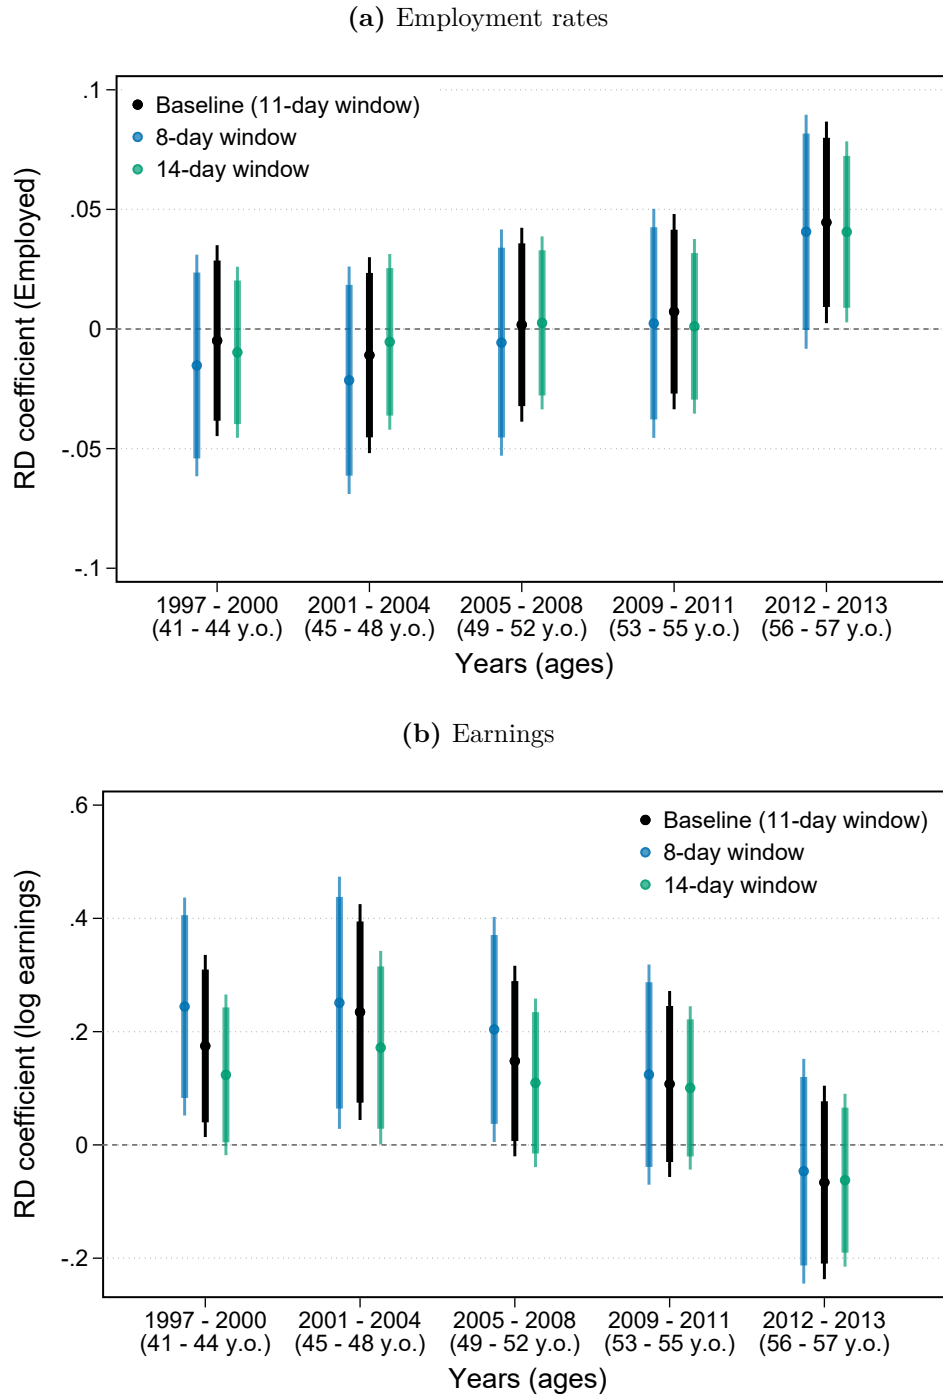 (a) Employment rates
.1
Baseline (11-day window)
8-day window
14-day window
.05
0
-.05
-.1
RD coefficient (Employed)
1997 - 2000 2001 - 2004 2005 - 2008 2009 - 2011 2012 - 2013
(41 - 44 y.o.) (45 - 48 y.o.) (49 - 52 y.o.) (53 - 55 y.o.) (56 - 57 y.o.)
Years (ages)
(b) Earnings
.6
Baseline (11-day window)
8-day window
14-day window
.4
.2
0
-.2
RD coefficient (log earnings)
1997 - 2000 2001 - 2004 2005 - 2008 2009 - 2011 2012 - 2013
(41 - 44 y.o.) (45 - 48 y.o.) (49 - 52 y.o.) (53 - 55 y.o.) (56 - 57 y.o.)
Years (ages)